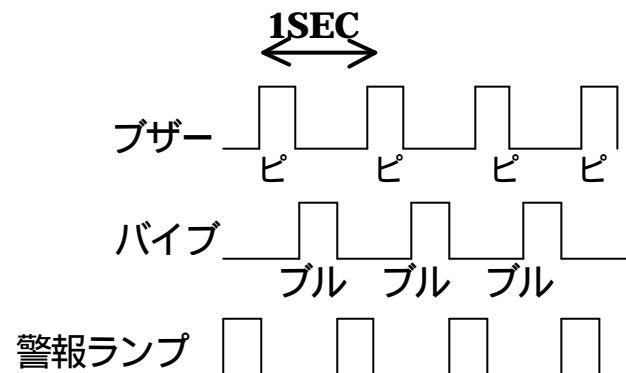 1SEC
ブザー
ピ ピ ピ ピ
バイブ
ブル ブル ブル
警報ランプ